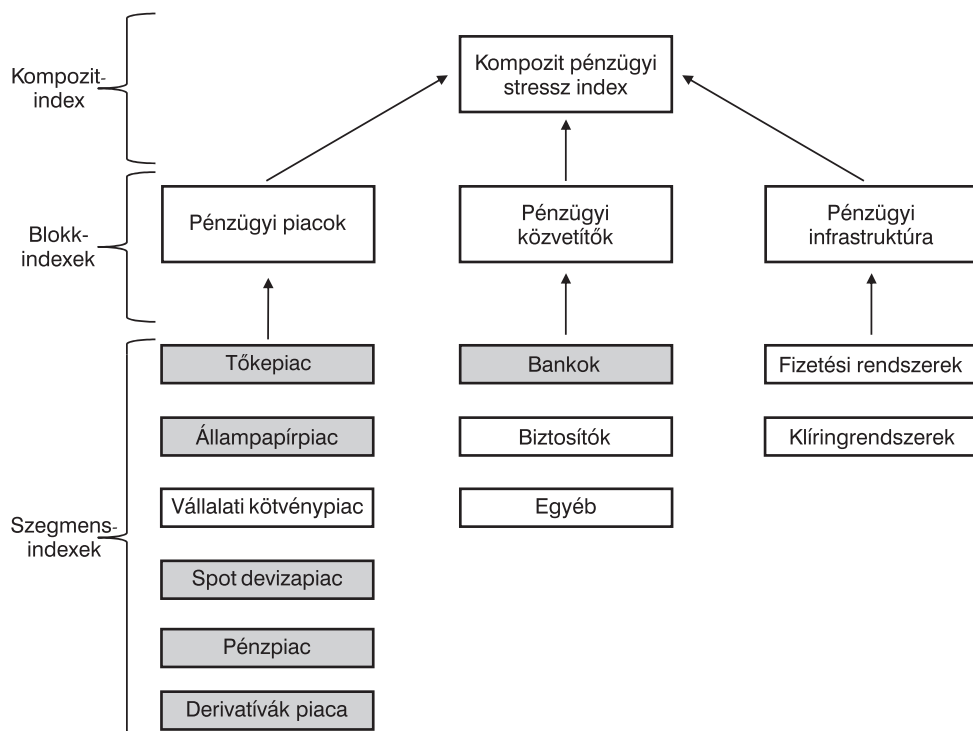 Kompozit-
index
Kompozit pénzügyi
stressz index
Blokk-
indexek
Pénzügyi piacok
Pénzügyi
közvetítők
Pénzügyi
infrastruktúra
Szegmens-
indexek
Tőkepiac
Állampapírpiac
Vállalati kötvénypiac
Spot devizapiac
Pénzpiac
Derivatívák piaca
Bankok
Biztosítók
Egyéb
Fizetési rendszerek
Klíringrendszerek